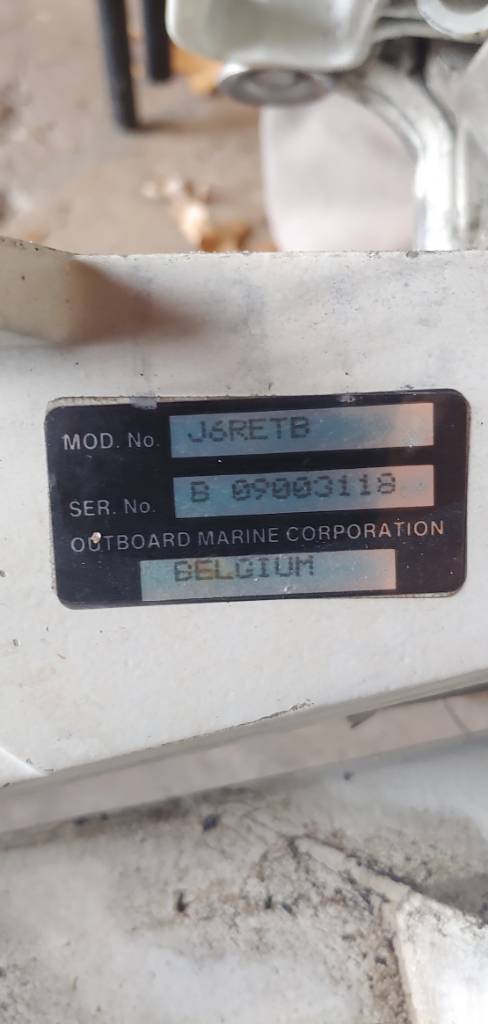 MOD. No. J6RETB
SER. No. B 09003118
OUTBOARD MARINE CORPORATION
BELGIUM